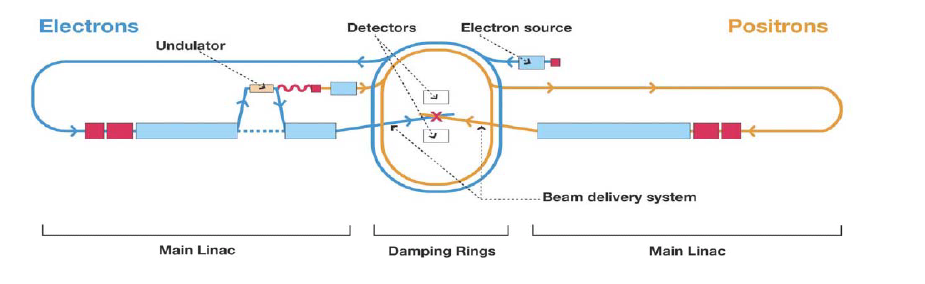 Electrons
Detectors
Electron source
Positrons
Undulator
Beam delivery system
Main Linac
Damping Rings
Main Linac